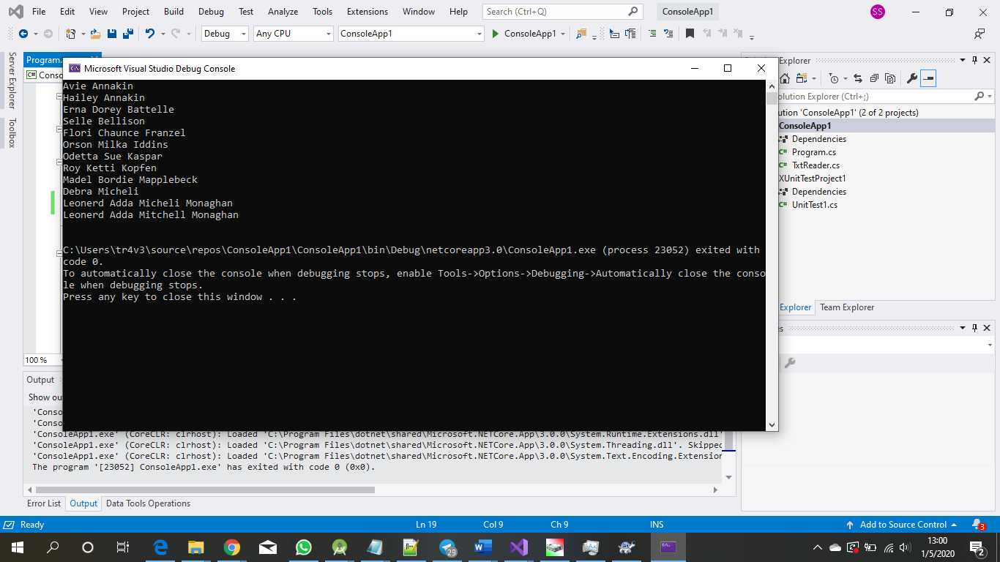 File Edit View Project Build Debug Test Analyze Tools Extensions Window Help Search (Ctrl+Q) ConsoleApp1 SS
Debug Any CPU ConsoleApp1 ConsoleApp1
Server Explorer
Toolbox
Program.
Conso
Microsoft Visual Studio Debug Console
Avie Annakin
Hailey Annakin
Erna Dorey Battelle
Selle Bellison
Flori Chaunce Franzel
Orson Milka Iddins
Odetta Sue Kaspar
Roy Ketti Kopfen
Madel Bordie Mapplebeck
Debra Micheli
Leonerd Adda Micheli Monaghan
Leonerd Adda Mitchell Monaghan
C:\Users\tr4v3\source\repos\ConsoleApp1\ConsoleApp1\bin\Debug\netcoreapp3.0\ConsoleApp1.exe (process 23052) exited with
code 0.
To automatically close the console when debugging stops, enable Tools->Options->Debugging->Automatically close the conso
le when debugging stops.
Press any key to close this window . . .
Explorer
olution Explorer (Ctrl+;)
ution 'ConsoleApp1' (2 of 2 projects)
ConsoleApp1
Dependencies
C# Program.cs
C# TxtReader.cs
XUnitTestProject1
Dependencies
C# UnitTest1.cs
Explorer Team Explorer
es
100 %
Output
Show ou
'Conso
'Conso
'ConsoleApp1.exe' (CoreCLR: clrhost): Loaded 'C:\Program Files\dotnet\shared\Microsoft.NETCore.App\3.0.0\System.Runtime.Extensions.dll'
'ConsoleApp1.exe' (CoreCLR: clrhost): Loaded 'C:\Program Files\dotnet\shared\Microsoft.NETCore.App\3.0.0\System.Threading.dll'. Skipped
'ConsoleApp1.exe' (CoreCLR: clrhost): Loaded 'C:\Program Files\dotnet\shared\Microsoft.NETCore.App\3.0.0\System.Text.Encoding.Extension
The program '[23052] ConsoleApp1.exe' has exited with code 0 (0x0).
Error List Output Data Tools Operations
Ready Ln 19 Col 9 Ch 9 INS Add to Source Control 3
29
13:00
1/5/2020
2